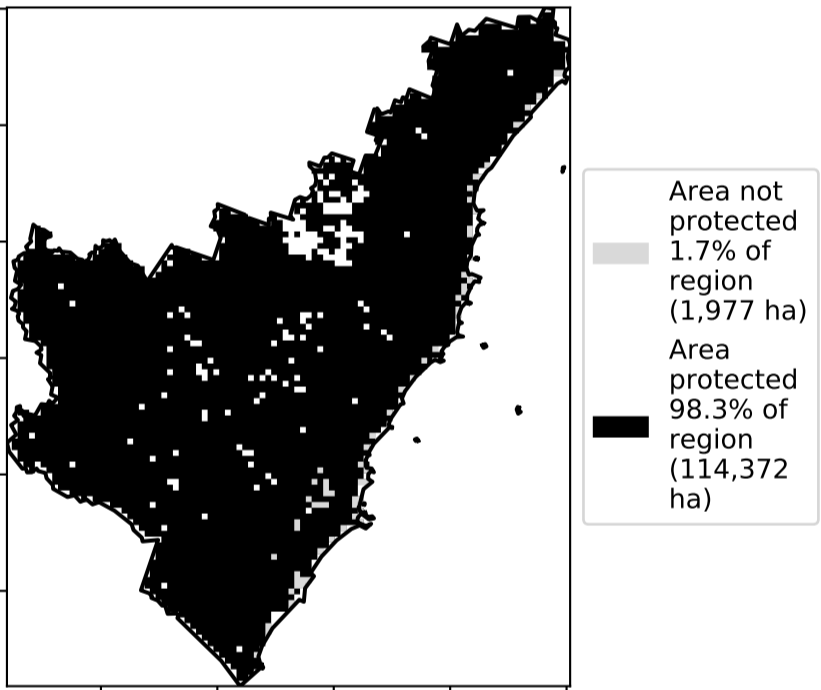 Area not
protected
1.7% of
region
(1,977 ha)
Area
protected
98.3% of
region
(114,372
ha)